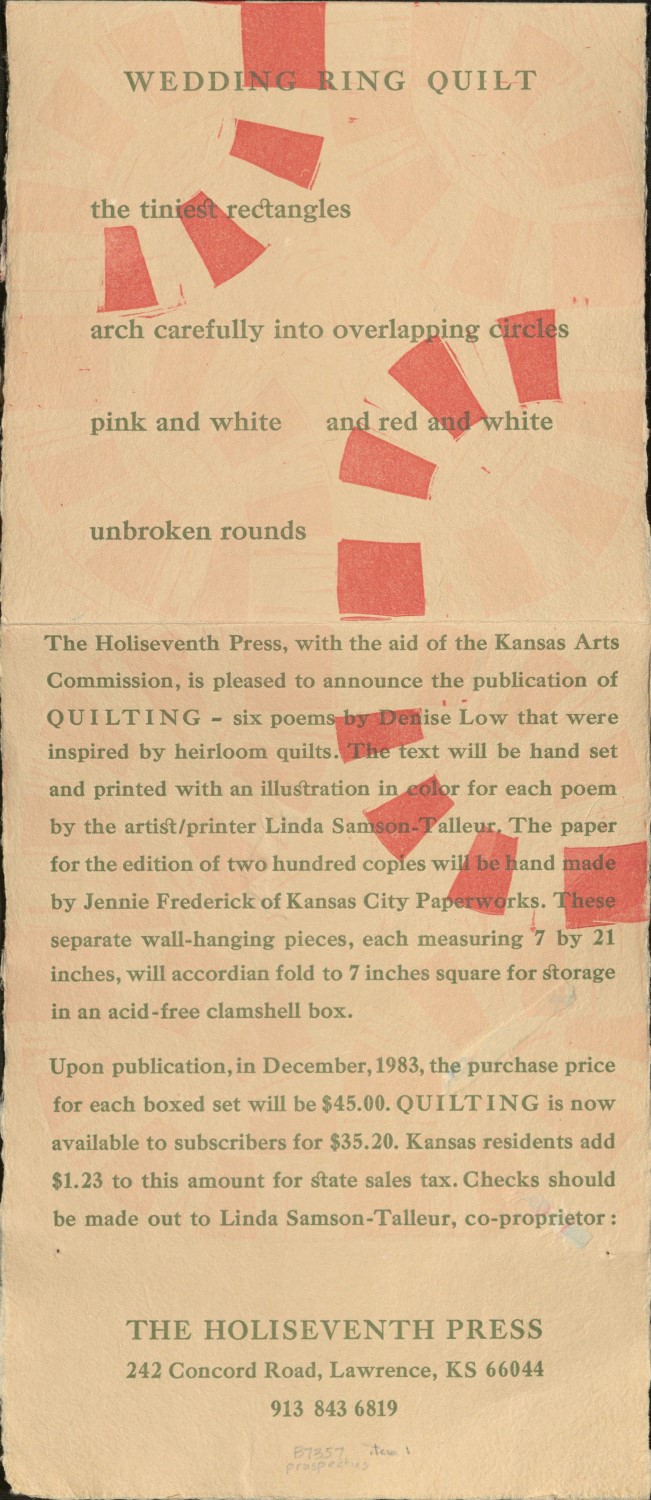 WEDDING RING QUILT
the tiniest rectangles
arch carefully into overlapping circles
pink and white and red and white
unbroken rounds
The Holiseventh Press, with the aid of the Kansas Arts
Commission, is pleased to announce the publication of
QUILTING – six poems by Denise Low that were
inspired by heirloom quilts. The text will be hand set
and printed with an illustration in color for each poem
by the artist/printer Linda Samson-Talleur. The paper
for the edition of two hundred copies will be hand made
by Jennie Frederick of Kansas City Paperworks. These
separate wall-hanging pieces, each measuring 7 by 21
inches, will accordian fold to 7 inches square for storage
in an acid-free clamshell box.
Upon publication, in December, 1983, the purchase price
for each boxed set will be $45.00. QUILTING is now
available to subscribers for $35.20. Kansas residents add
$1.23 to this amount for state sales tax. Checks should
be made out to Linda Samson-Talleur, co-proprietor:
THE HOLISEVENTH PRESS
242 Concord Road, Lawrence, KS 66044
913 843 6819
B7357 item 1
prospectus